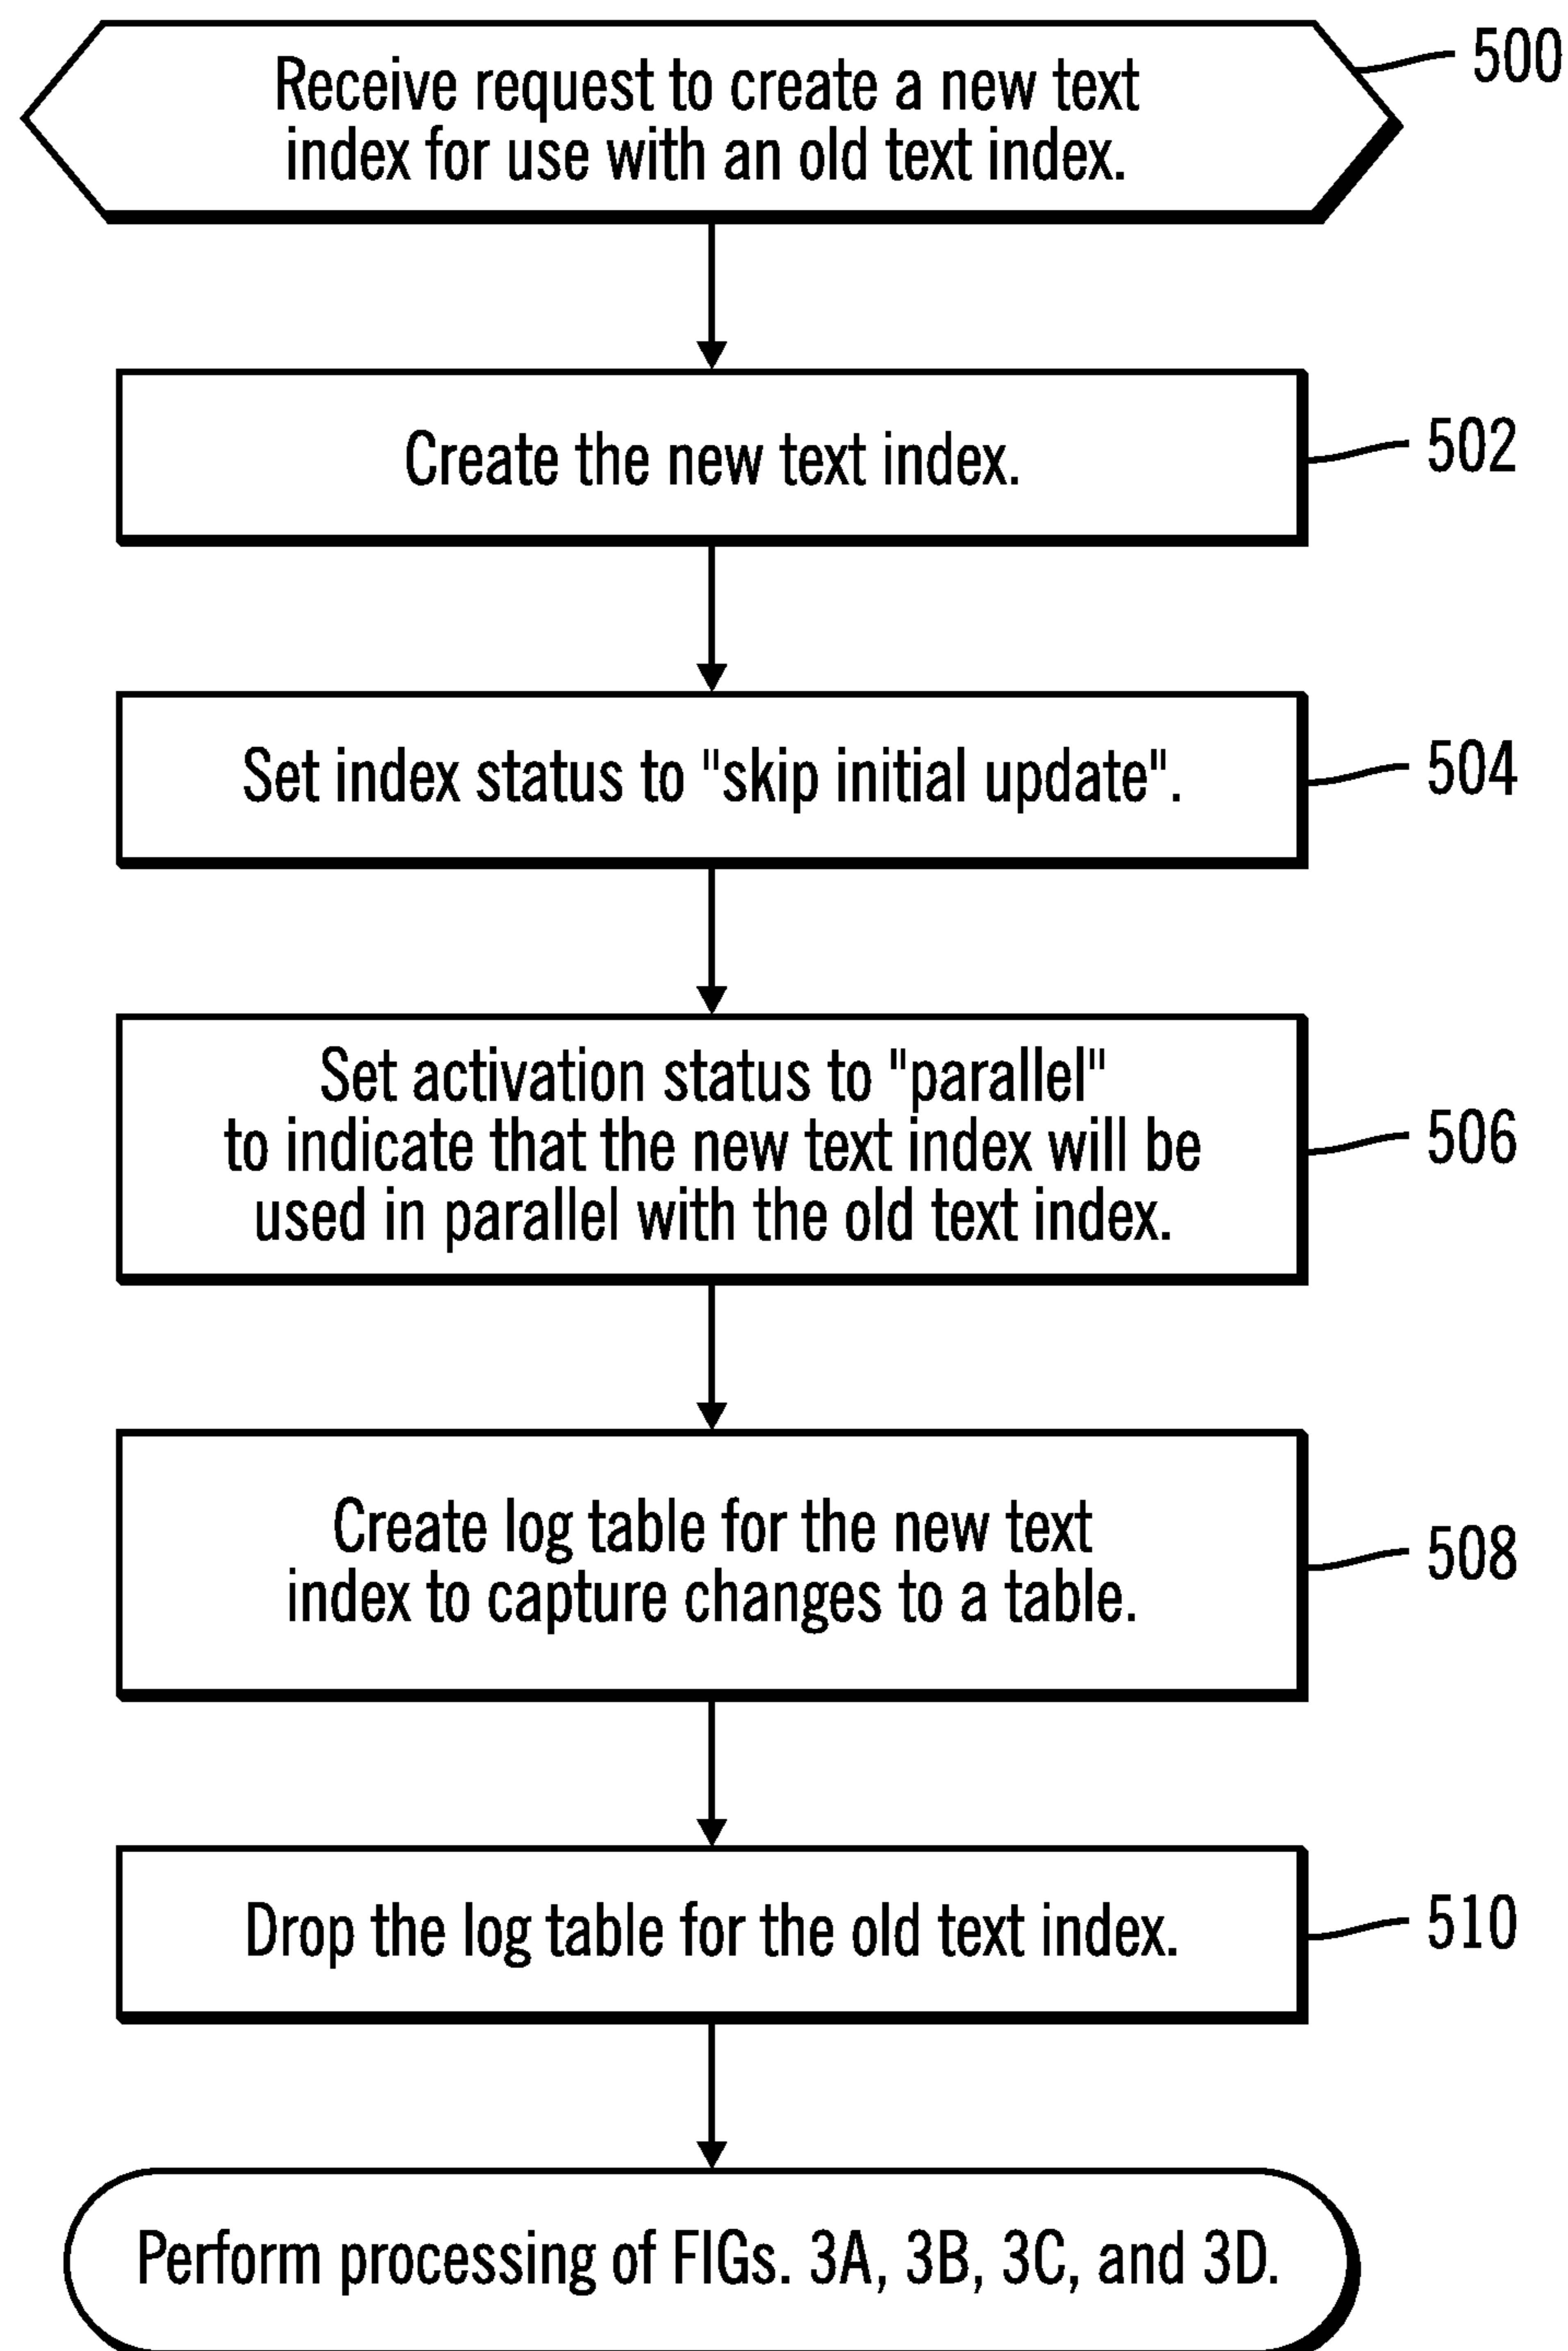 Receive request to create a new text
index for use with an old text index.
500
Create the new text index.
502
Set index status to "skip initial update".
504
Set activation status to "parallel"
to indicate that the new text index will be
used in parallel with the old text index.
506
Create log table for the new text
index to capture changes to a table.
508
Drop the log table for the old text index.
510
Perform processing of FIGs. 3A, 3B, 3C, and 3D.